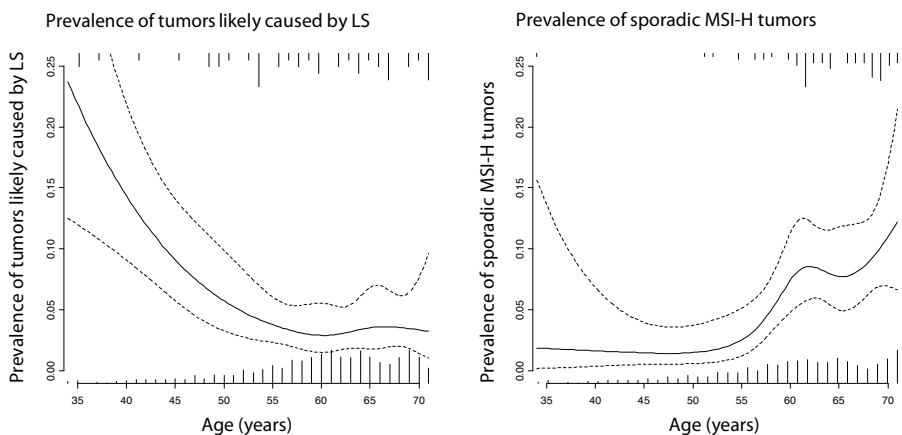 Prevalence of tumors likely caused by LS
Prevalence of tumors likely caused by LS
0.25
0.20
0.15
0.10
0.05
0.00
35 40 45 50 55 60 65 70
Age (years)
Prevalence of sporadic MSI-H tumors
Prevalence of sporadic MSI-H tumors
0.25
0.20
0.15
0.10
0.05
0.00
35 40 45 50 55 60 65 70
Age (years)